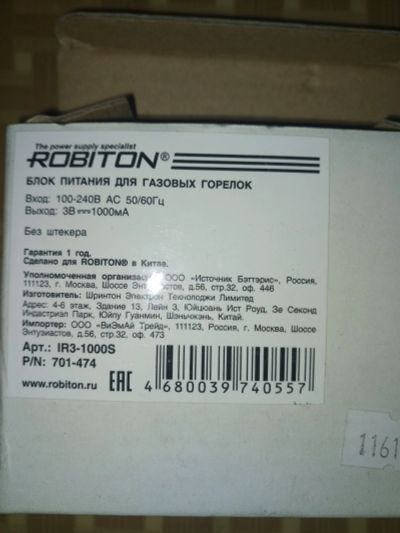 The power supply specialist
ROBITON®
БЛОК ПИТАНИЯ ДЛЯ ГАЗОВЫХ ГОРЕЛОК
Вход: 100-240В АС 50/60Гц
Выход: 3В⎓1000мА
Без штекера
Гарантия 1 год.
Сделано для ROBITON® в Китае.
Уполномоченная организация: ООО «Источник Бэттэрис», Россия,
111123, г. Москва, Шоссе Энтузиастов, д.56, стр.32, оф. 446
Изготовитель: Шринтон Электрон Текнолоджи Лимитед
Адрес: 4-6 этаж, Здание 13, Лейн 3, Юйцюань Ист Роуд, Зе Секонд
Индастриэл Парк, Юйлу Гуанмин, Шэньчжэнь, Китай.
Импортер: ООО «ВиЭмАй Трейд», 111123, Россия, г. Москва, Шоссе
Энтузиастов, д.56, стр.32, оф. 473
Арт.: IR3-1000S
P/N: 701-474
www.robiton.ru
EAC
4 680039 740557
1161